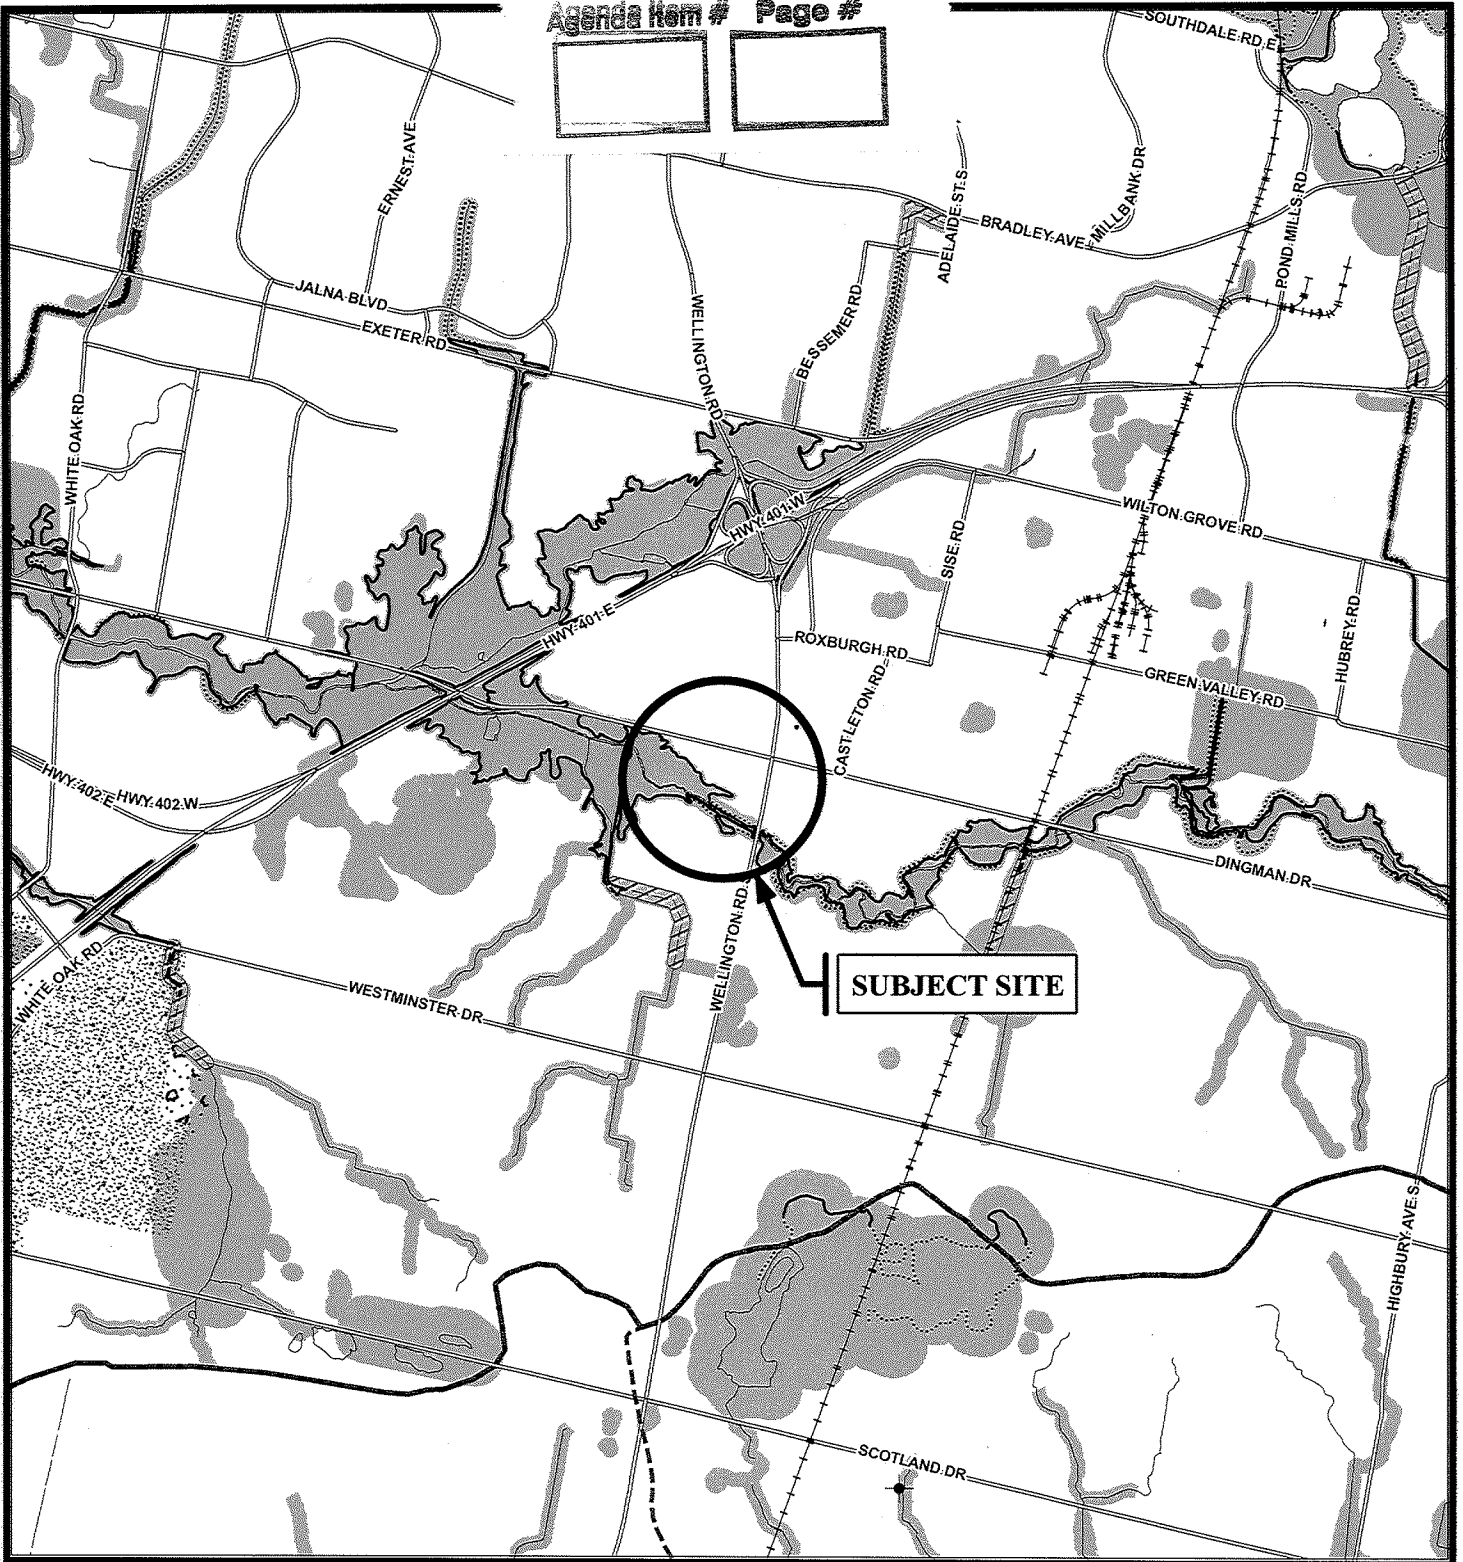 Agenda Item # Page #
SOUTHDALE RD E
ERNEST AVE
ADELAIDE ST S
MILLBANK DR
BRADLEY AVE
POND MILLS RD
JALNA BLVD
EXETER RD
WELLINGTON RD
BESSEMER RD
WHITE OAK RD
HWY 401 W
WILTON GROVE RD
SISE RD
HWY 401 E
ROXBURGH RD
HUBREY RD
CASTLETON RD
GREEN VALLEY RD
HWY 402 E
HWY 402 W
DINGMAN DR
WELLINGTON RD
WHITE OAK RD
WESTMINSTER DR
SUBJECT SITE
HIGHBURY AVE S
SCOTLAND DR